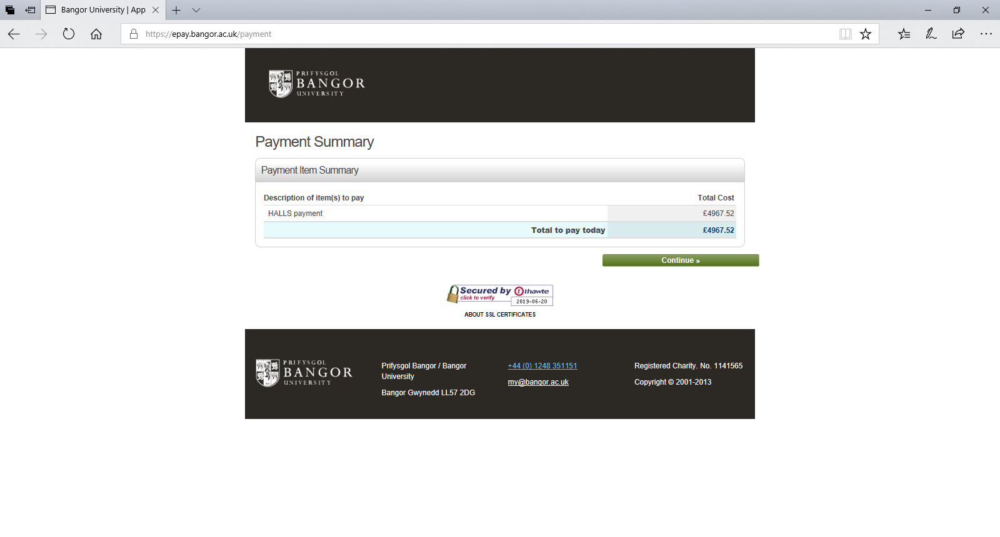 Bangor University | App
https://epay.bangor.ac.uk/payment
PRIFYSGOL
BANGOR
UNIVERSITY
Payment Summary
Payment Item Summary
Description of item(s) to pay Total Cost
HALLS payment £4967.52
Total to pay today £4967.52
Continue »
Secured by thawte
click to verify
2019-06-20
ABOUT SSL CERTIFICATES
PRIFYSGOL
BANGOR
UNIVERSITY
Prifysgol Bangor / Bangor
University
Bangor Gwynedd LL57 2DG
+44 (0) 1248 351151
my@bangor.ac.uk
Registered Charity. No. 1141565
Copyright © 2001-2013